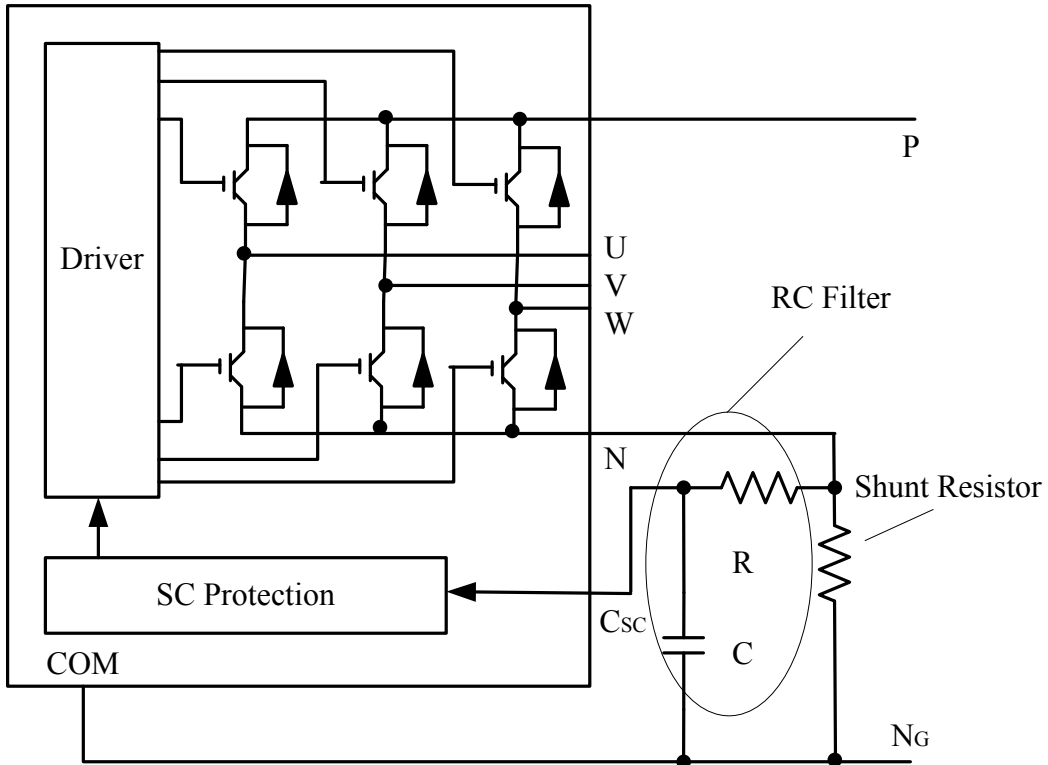 P
Driver
U
V
W
RC Filter
N
Shunt Resistor
R
SC Protection
CSC
C
COM
NG